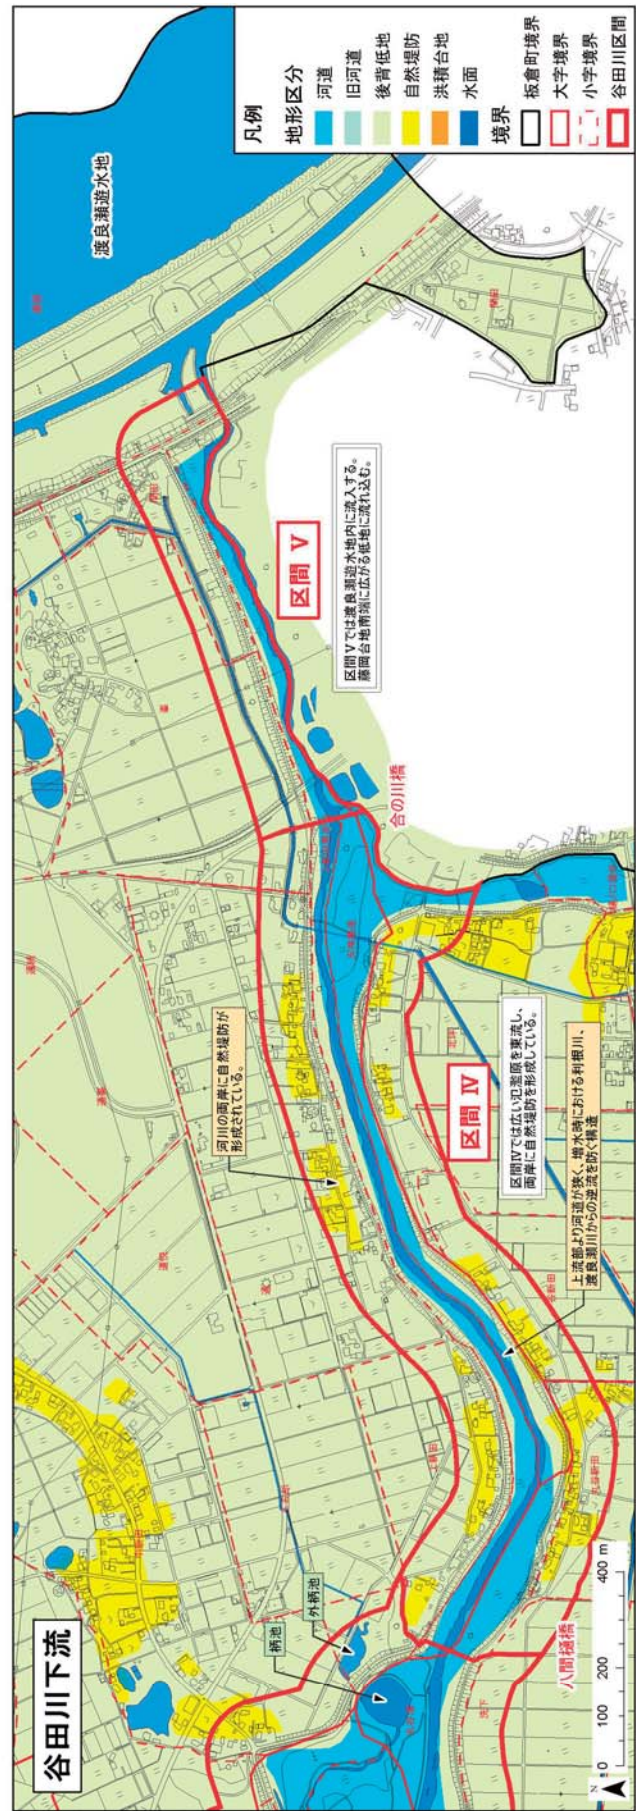 谷田川下流
渡良瀬遊水地
凡例
地形区分
河道
旧河道
後背低地
自然堤防
洪積台地
水面
境界
板倉町境界
大字境界
小字境界
谷田川区間
区間 Ⅴ
区間Ⅴでは渡良瀬遊水地内に流入する。
藤岡台地南端に広がる低地に流れ込む。
合の川橋
河川の両岸に自然堤防が
形成されている。
区間 Ⅳ
区間Ⅳでは広い氾濫原を東流し、
両岸に自然堤防を形成している。
上流部より河道が狭く、増水時における利根川、
渡良瀬川からの逆流を防ぐ構造
柄池
外柄池
八間樋橋
N
0 100 200 400 m